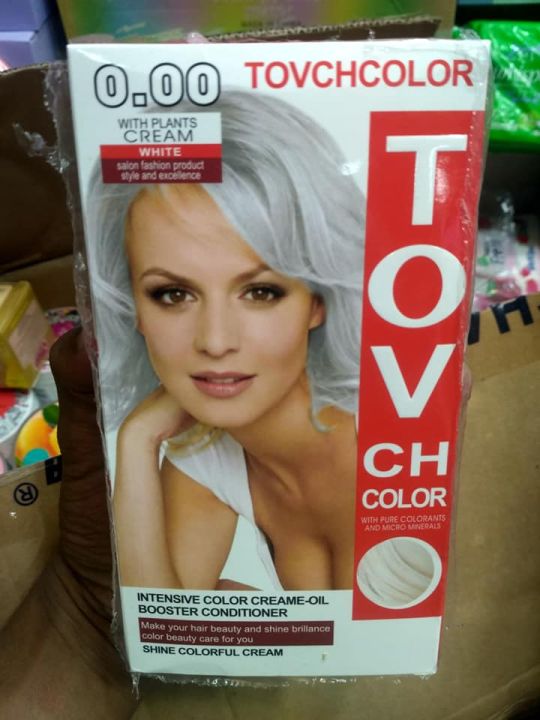 0.00
TOVCHCOLOR
WITH PLANTS
CREAM
WHITE
salon fashion product
style and excellence
TOV
CH
COLOR
WITH PURE COLORANTS
AND MICRO MINERALS
INTENSIVE COLOR CREAME-OIL
BOOSTER CONDITIONER
Make your hair beauty and shine brillance
color beauty care for you
SHINE COLORFUL CREAM
®